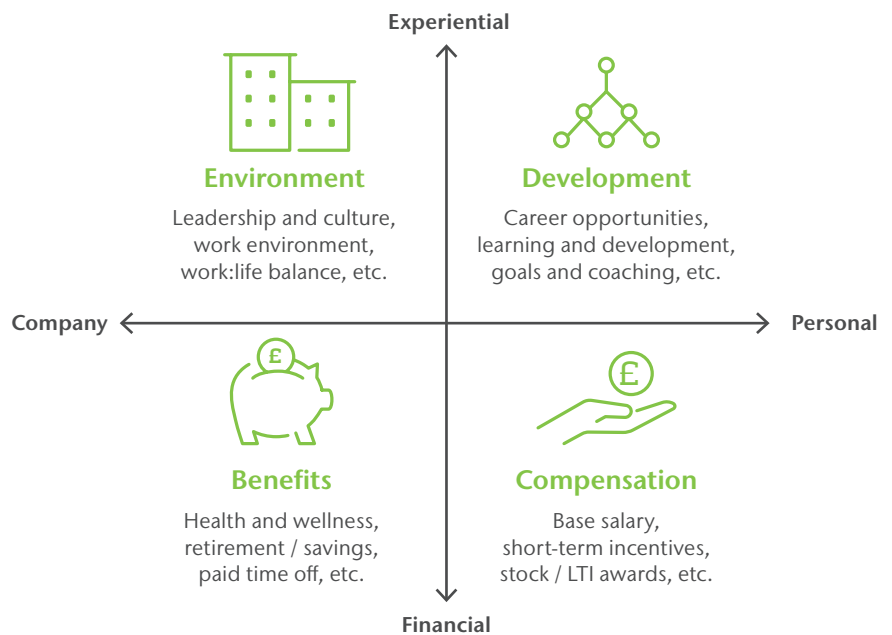 Experiential
Environment
Leadership and culture,
work environment,
work:life balance, etc.
Development
Career opportunities,
learning and development,
goals and coaching, etc.
Company
Personal
£
Benefits
Health and wellness,
retirement / savings,
paid time off, etc.
£
Compensation
Base salary,
short-term incentives,
stock / LTI awards, etc.
Financial